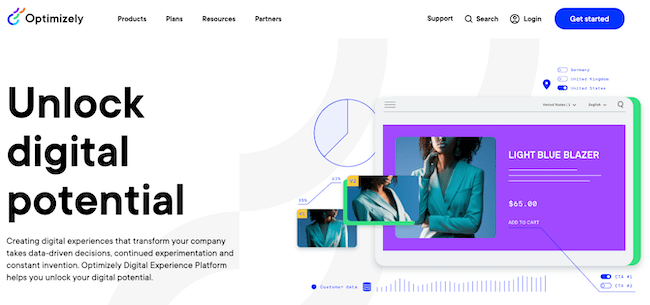 Optimizely
Products
Plans
Resources
Partners
Support
Search
Login
Get started
Unlock
digital
potential
Creating digital experiences that transform your company
takes data-driven decisions, continued experimentation and
constant invention. Optimizely Digital Experience Platform
helps you unlock your digital potential.
Germany
United Kingdom
United States
United States | $
English
LIGHT BLUE BLAZER
$65.00
ADD TO CART
V2
V1
Customer data
CTA #1
CTA #2